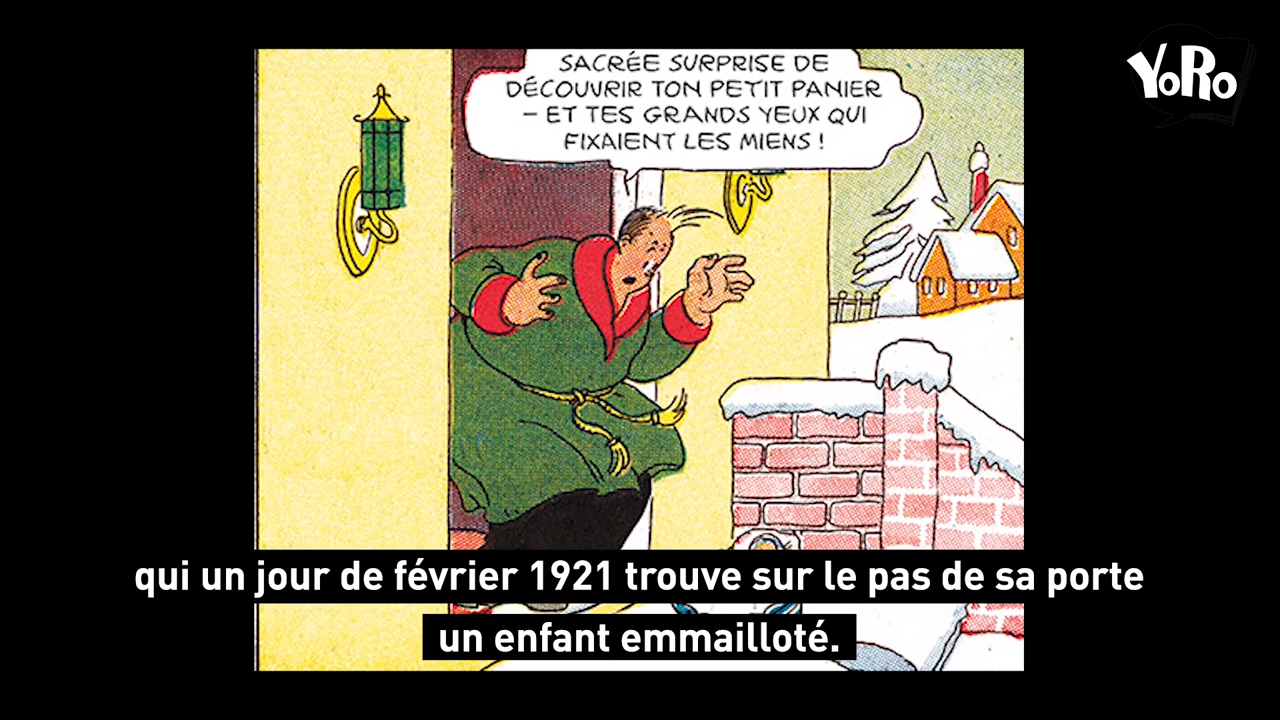 SACRÉE SURPRISE DE
DÉCOUVRIR TON PETIT PANIER
– ET TES GRANDS YEUX QUI
FIXAIENT LES MIENS !
YoRo
qui un jour de février 1921 trouve sur le pas de sa porte
un enfant emmailloté.